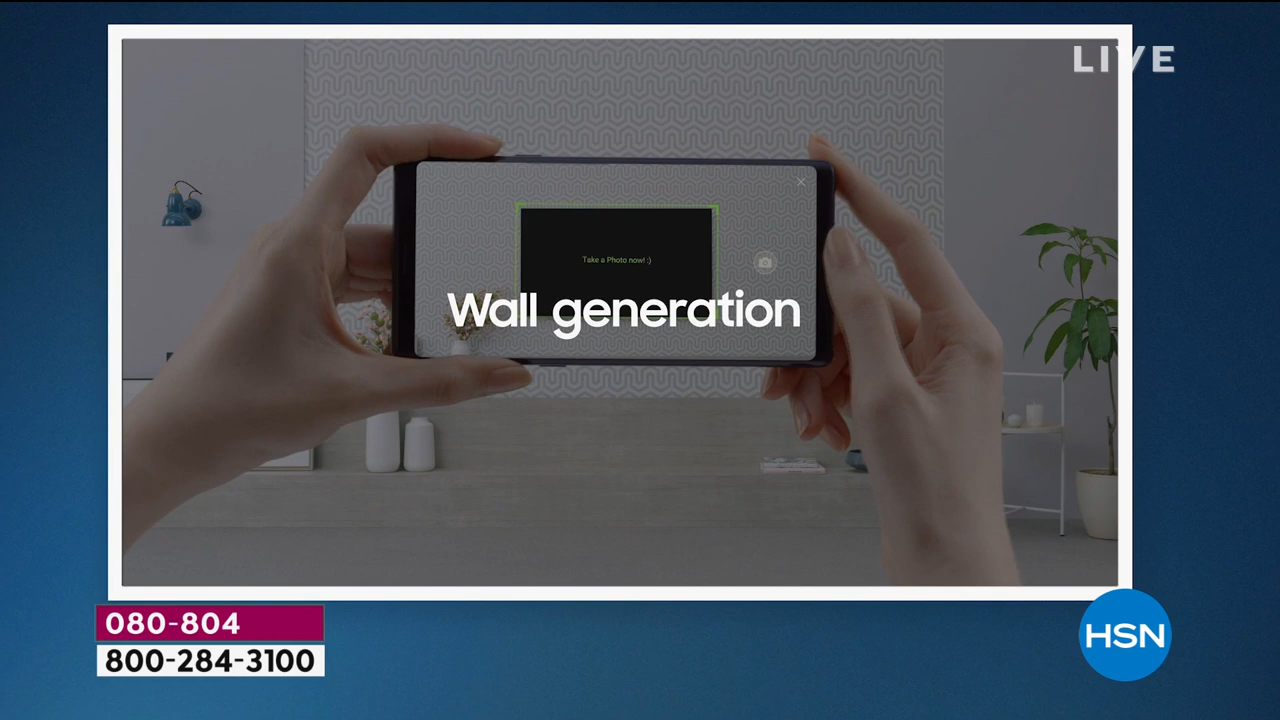 LIVE
Take a Photo now! :)
Wall generation
080-804
800-284-3100
HSN